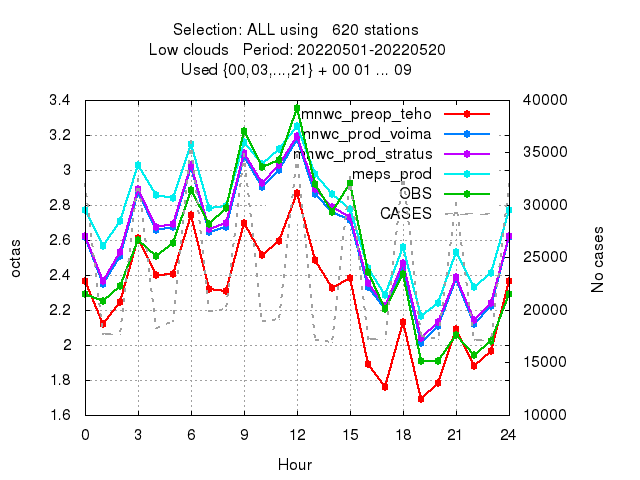 Selection: ALL using   620 stations
Low clouds   Period: 20220501-20220520
Used {00,03,...,21} + 00 01 ... 09
mnwc_preop_teho
mnwc_prod_voima
mnwc_prod_stratus
meps_prod
OBS
CASES
3.4
3.2
3
2.8
2.6
2.4
2.2
2
1.8
1.6
octas
40000
35000
30000
25000
20000
15000
10000
No cases
0 3 6 9 12 15 18 21 24
Hour